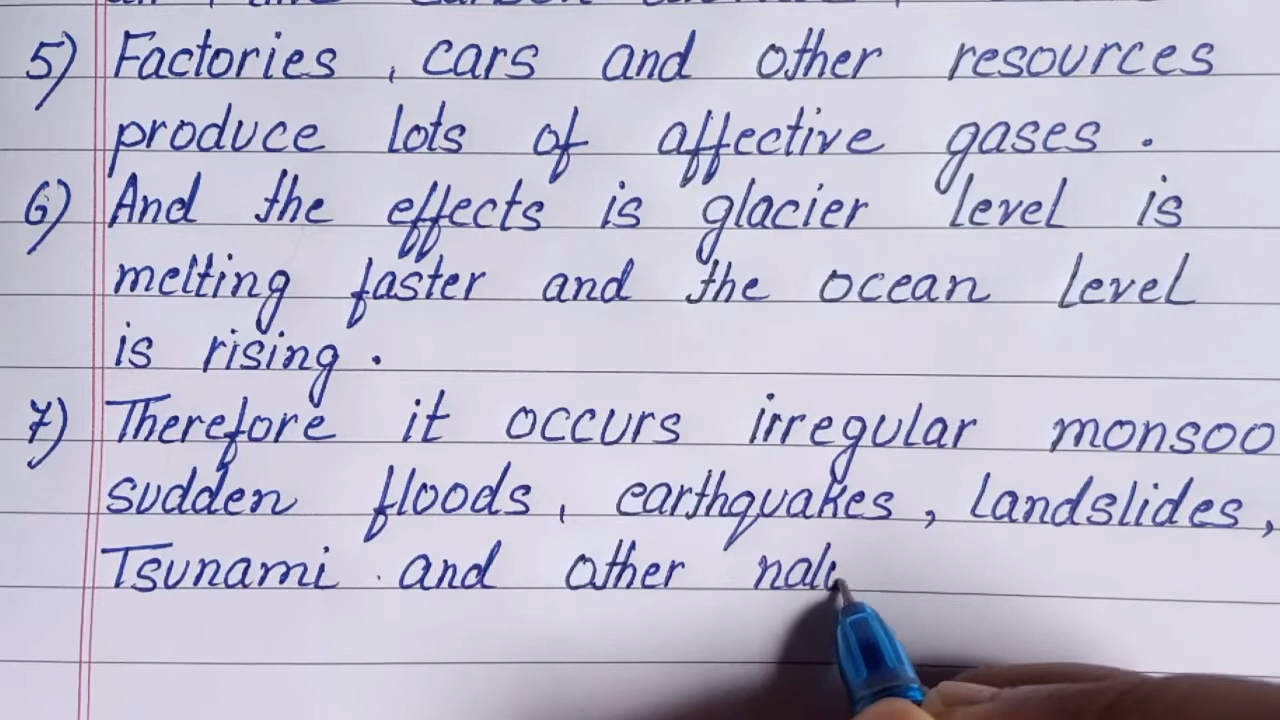 5) Factories, cars and other resources
produce lots of affective gases.
6) And the effects is glacier level is
melting faster and the ocean level
is rising.
7) Therefore it occurs irregular monsoo
sudden floods, earthquakes, landslides,
Tsunami and other natu